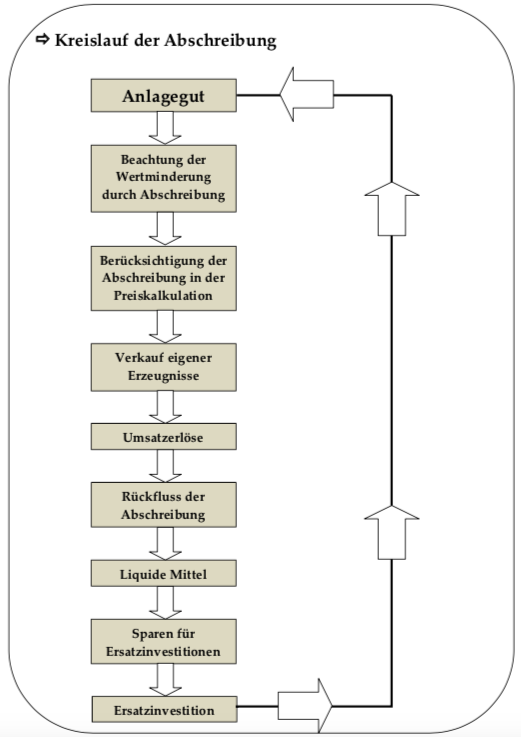 ⇨ Kreislauf der Abschreibung
Anlagegut
Beachtung der
Wertminderung
durch Abschreibung
Berücksichtigung der
Abschreibung in der
Preiskalkulation
Verkauf eigener
Erzeugnisse
Umsatzerlöse
Rückfluss der
Abschreibung
Liquide Mittel
Sparen für
Ersatzinvestitionen
Ersatzinvestition